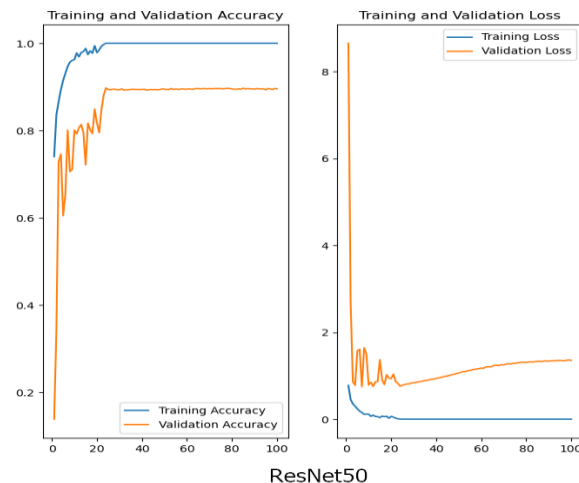 Training and Validation Accuracy
1.0
0.8
0.6
0.4
0.2
Training Accuracy
Validation Accuracy
0 20 40 60 80 100
Training and Validation Loss
Training Loss
Validation Loss
8
6
4
2
0
0 20 40 60 80 100
ResNet50